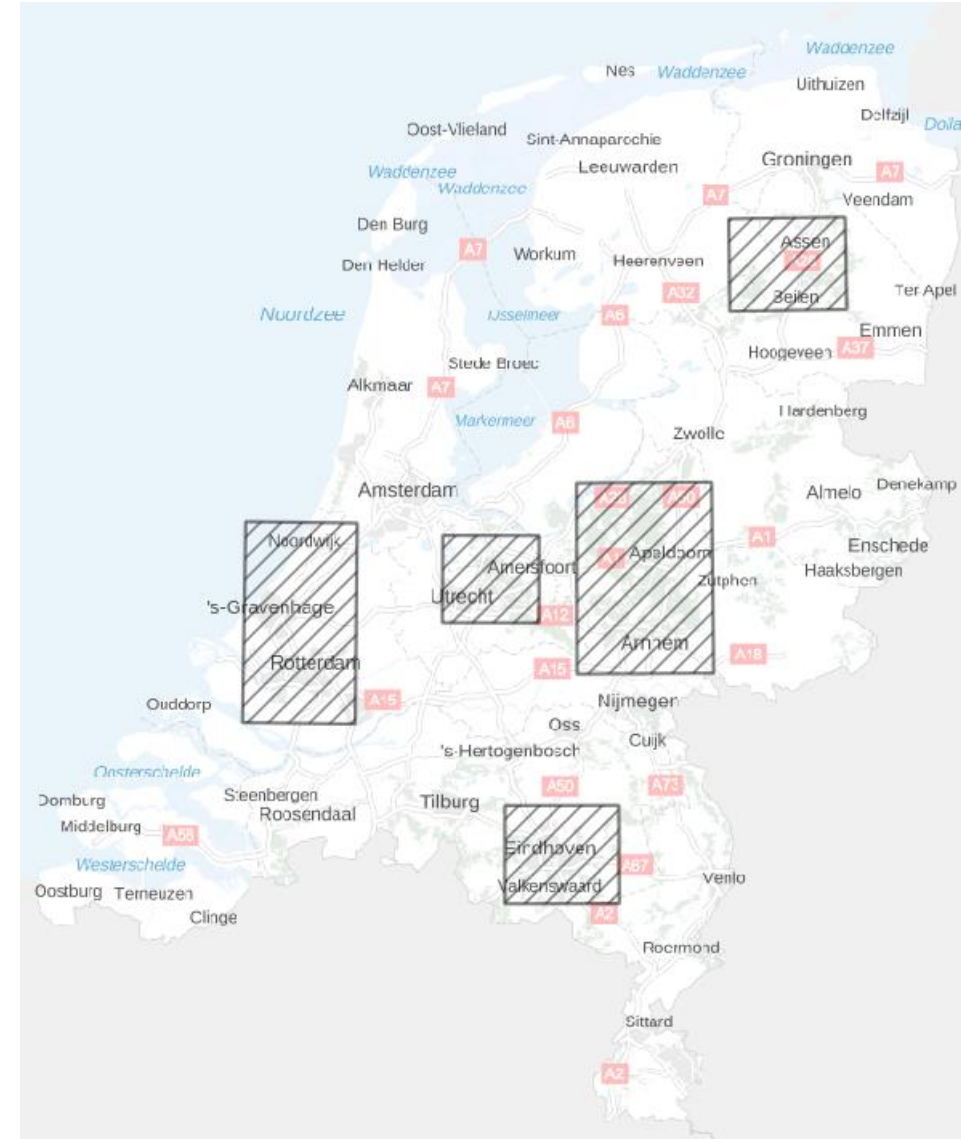 Waddenzee
Nes
Waddenzee
Uithuizen
Delfzijl
Dolla
Oost-Vlieland
Sint-Annaparochie
Groningen
Leeuwarden
A7
Waddenzee
Waddenzee
A7
Veendam
Den Burg
Assen
A7
Workum
Heerenveen
A28
Den Helder
Ter Apel
A32
Beilen
Noordzee
IJsselmeer
A6
Emmen
Hoogeveen
A37
Stede Broec
Alkmaar
A7
Hardenberg
Markermeer
A6
Zwolle
Denekamp
Amsterdam
Almelo
A28
A50
Noordwijk
A1
Enschede
Apeldoorn
A1
Amersfoort
Haaksbergen
Zutphen
Utrecht
's-Gravenhage
A12
Arnhem
A18
Rotterdam
A15
A15
Nijmegen
Ouddorp
Oss
Cuijk
's-Hertogenbosch
Oosterschelde
A50
A73
Domburg
Steenbergen
Tilburg
Roosendaal
Middelburg
A58
Eindhoven
Westerschelde
A67
Venlo
Valkenswaard
Oostburg
Terneuzen
A2
Clinge
Roermond
Sittard
A2